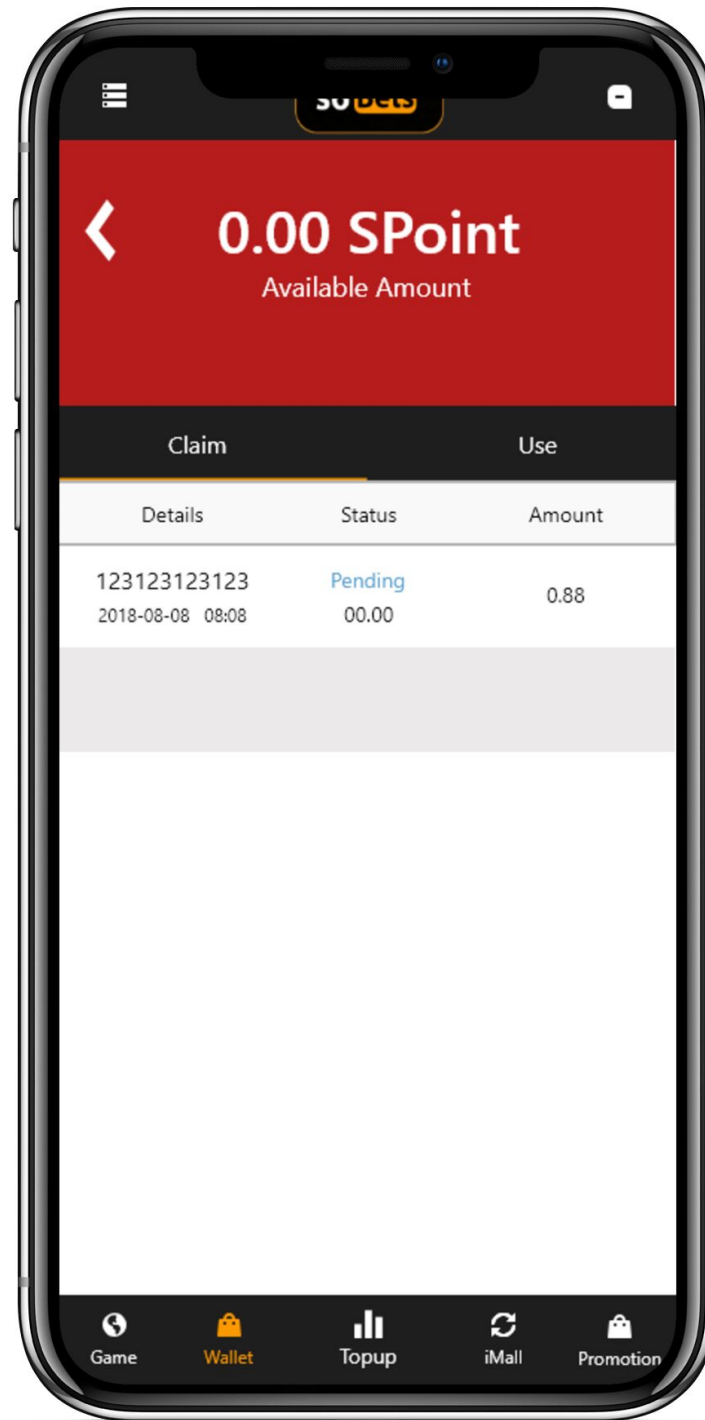 0.00 SPoint
Available Amount
Claim Use
Details Status Amount
123123123123 Pending 0.88
2018-08-08 08:08 00.00
Game Wallet Topup iMall Promotion